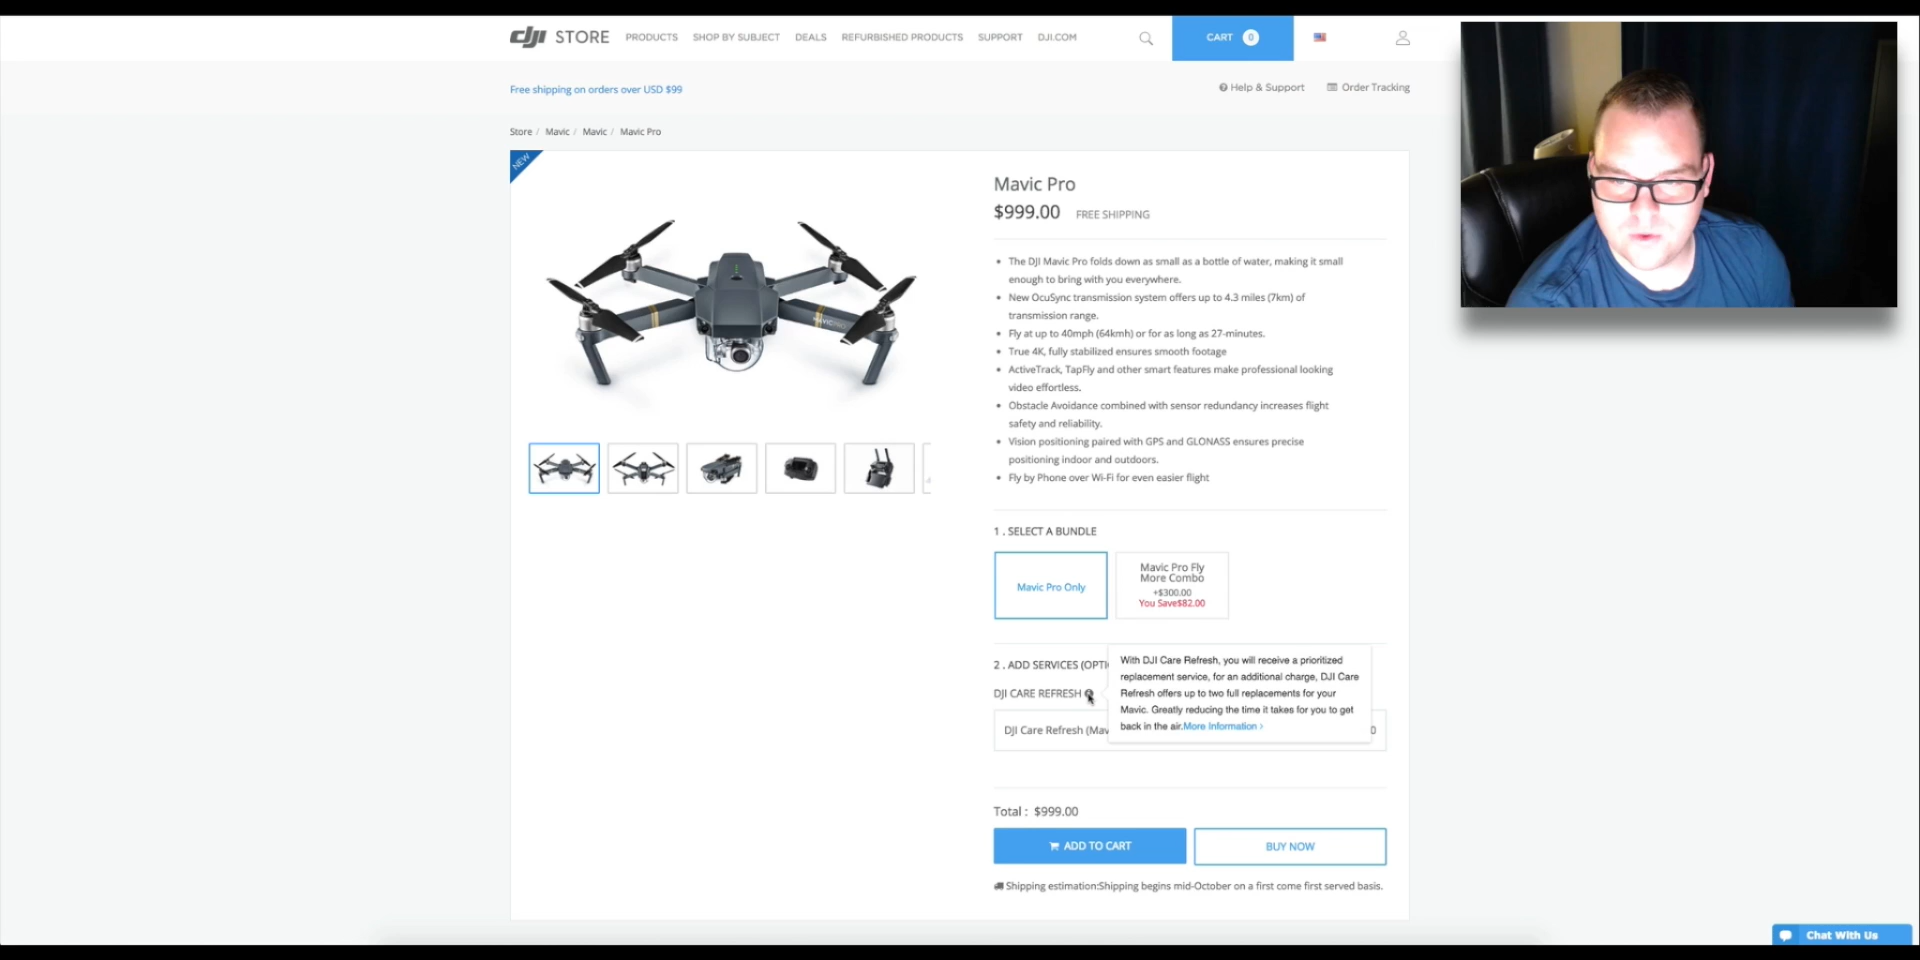 dji STORE PRODUCTS SHOP BY SUBJECT DEALS REFURBISHED PRODUCTS SUPPORT DJI.COM CART 0
Free shipping on orders over USD $99 Help & Support Order Tracking
Store / Mavic / Mavic / Mavic Pro
NEW
Mavic Pro
$999.00 FREE SHIPPING
The DJI Mavic Pro folds down as small as a bottle of water, making it small
enough to bring with you everywhere.
New OcuSync transmission system offers up to 4.3 miles (7km) of
transmission range.
Fly at up to 40mph (64kmh) or for as long as 27-minutes.
True 4K, fully stabilized ensures smooth footage
ActiveTrack, TapFly and other smart features make professional looking
video effortless.
Obstacle Avoidance combined with sensor redundancy increases flight
safety and reliability.
Vision positioning paired with GPS and GLONASS ensures precise
positioning indoor and outdoors.
Fly by Phone over Wi-Fi for even easier flight
MAVIC PRO
1 . SELECT A BUNDLE
Mavic Pro Only
Mavic Pro Fly
More Combo
+$300.00
You Save$82.00
2 . ADD SERVICES (OPTI
DJI CARE REFRESH
DJI Care Refresh (Mav 0
With DJI Care Refresh, you will receive a prioritized
replacement service, for an additional charge, DJI Care
Refresh offers up to two full replacements for your
Mavic. Greatly reducing the time it takes for you to get
back in the air.More Information >
Total : $999.00
ADD TO CART BUY NOW
Shipping estimation:Shipping begins mid-October on a first come first served basis.
Chat With Us